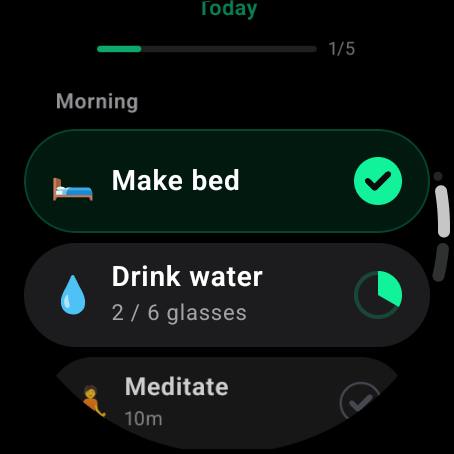 Today
1/5
Morning
Make bed
Drink water
2 / 6 glasses
Meditate
10m